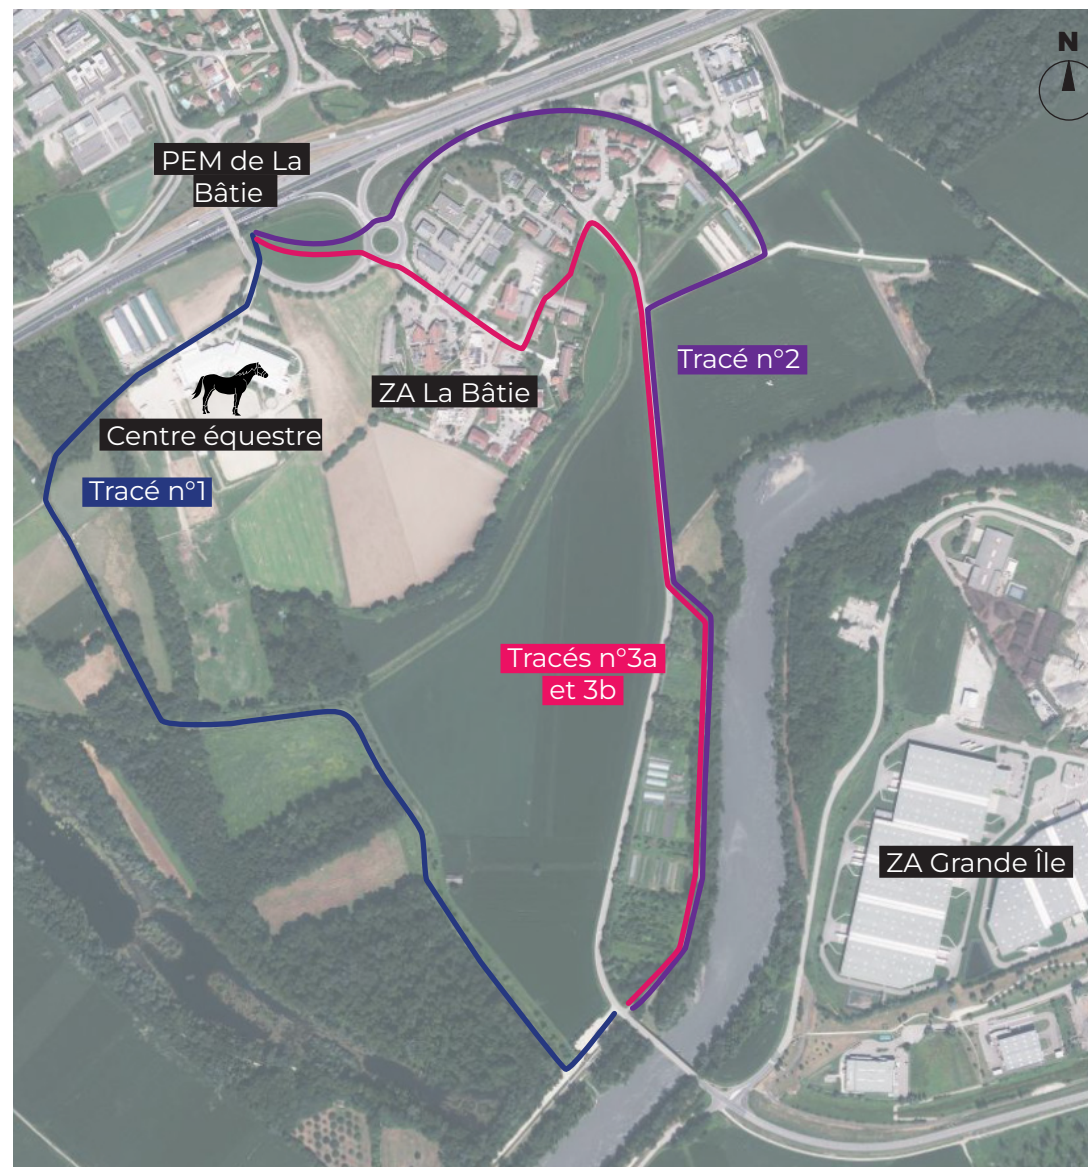 N
PEM de La
Bâtie
Tracé n°2
ZA La Bâtie
Centre équestre
Tracé n°1
Tracés n°3a
et 3b
ZA Grande Île